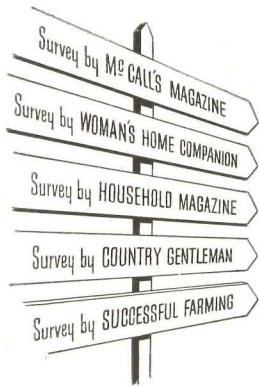 Survey by McCALL'S MAGAZINE
Survey by WOMAN'S HOME COMPANION
Survey by HOUSEHOLD MAGAZINE
Survey by COUNTRY GENTLEMAN
Survey by SUCCESSFUL FARMING